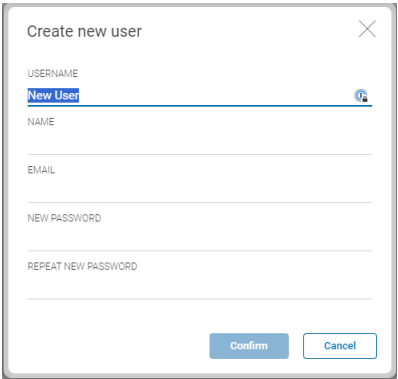 Create new user
USERNAME
New User
NAME
EMAIL
NEW PASSWORD
REPEAT NEW PASSWORD
Confirm Cancel